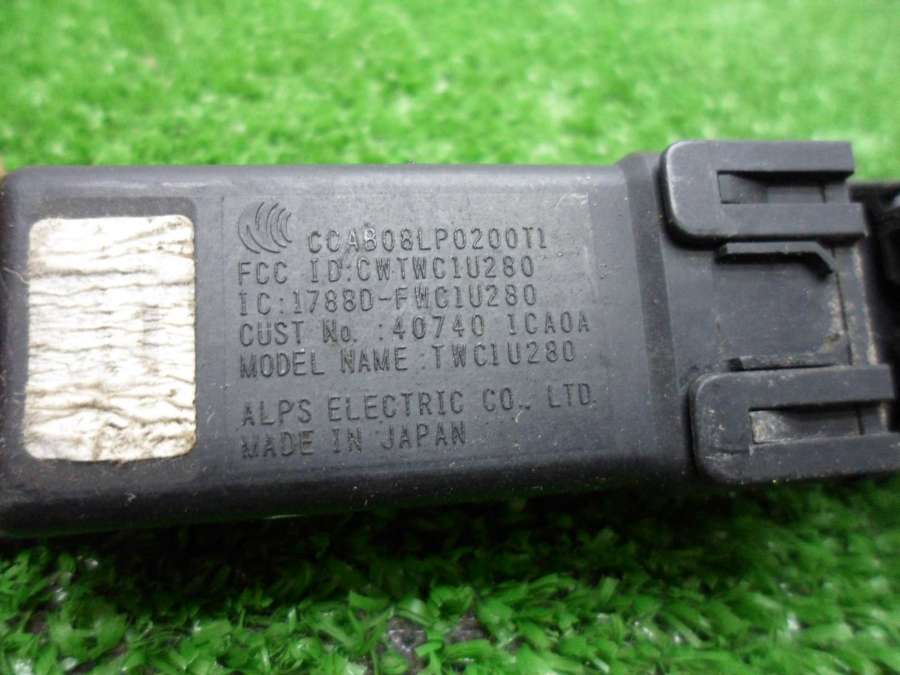 CCAB08LP0200T1
FCC ID:CWTWC1U280
IC:1788D-FWC1U280
CUST No. :40740 1CA0A
MODEL NAME :TWC1U280
ALPS ELECTRIC CO., LTD.
MADE IN JAPAN